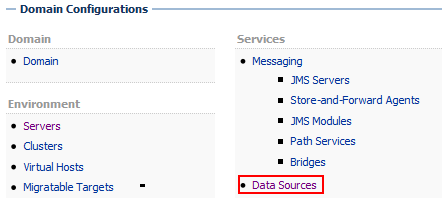 Domain Configurations
Domain
Domain
Environment
Servers
Clusters
Virtual Hosts
Migratable Targets
Services
Messaging
JMS Servers
Store-and-Forward Agents
JMS Modules
Path Services
Bridges
Data Sources